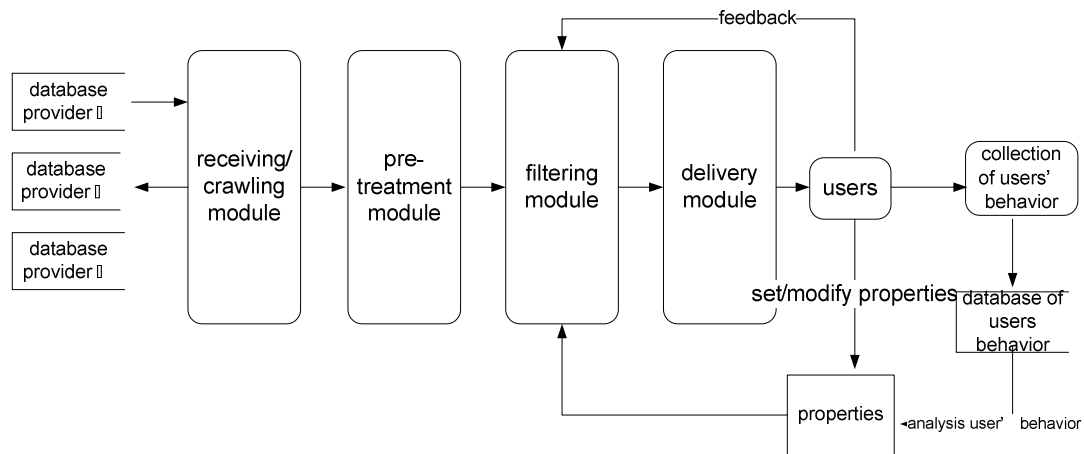 feedback
database
provider
database
provider
database
provider
receiving/
crawling
module
pre-
treatment
module
filtering
module
delivery
module
users
collection
of users'
behavior
set/modify properties
database of
users
behavior
properties
analysis user' behavior